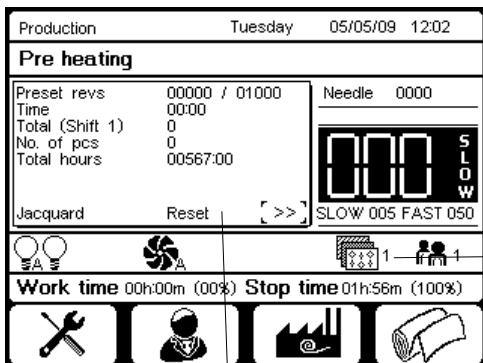 Production Tuesday 05/05/09 12:02
Pre heating
Preset revs 00000 / 01000
Time 00:00
Total (Shift 1) 0
No. of pcs 0
Total hours 00567:00
Jacquard Reset [>>]
Needle 0000
000 SLOW
SLOW 005 FAST 050
A A 1 1
Work time 00h:00m (00%) Stop time 01h:56m (100%)